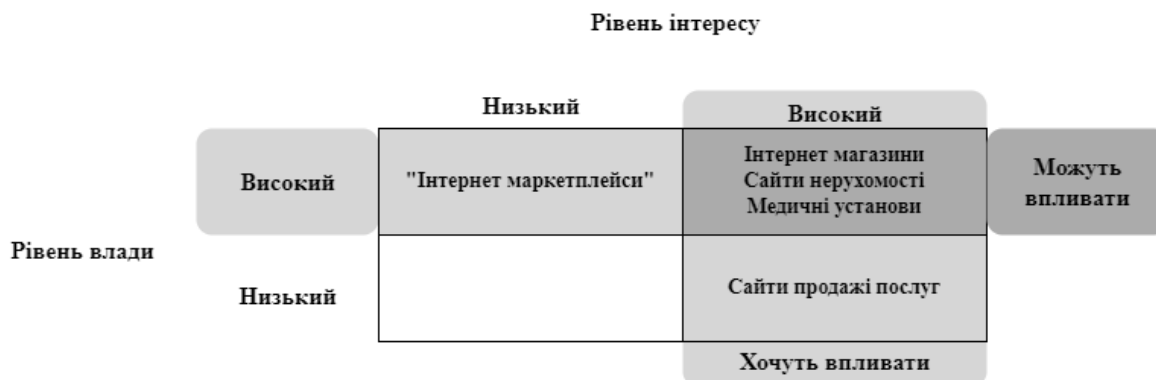 Рівень інтересу
Низький
Високий
Високий
"Інтернет маркетплейси"
Інтернет магазини
Сайти нерухомості
Медичні установи
Можуть
впливати
Рівень влади
Низький
Сайти продажі послуг
Хочуть впливати